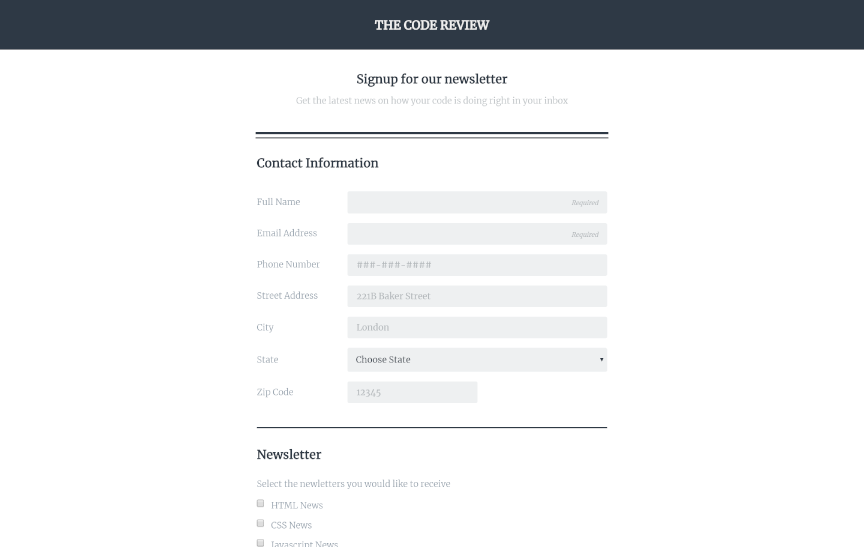 THE CODE REVIEW
Signup for our newsletter
Get the latest news on how your code is doing right in your inbox
Contact Information
Full Name Required
Email Address Required
Phone Number ###-###-####
Street Address 221B Baker Street
City London
State Choose State
Zip Code 12345
Newsletter
Select the newletters you would like to receive
HTML News
CSS News
Javascript News